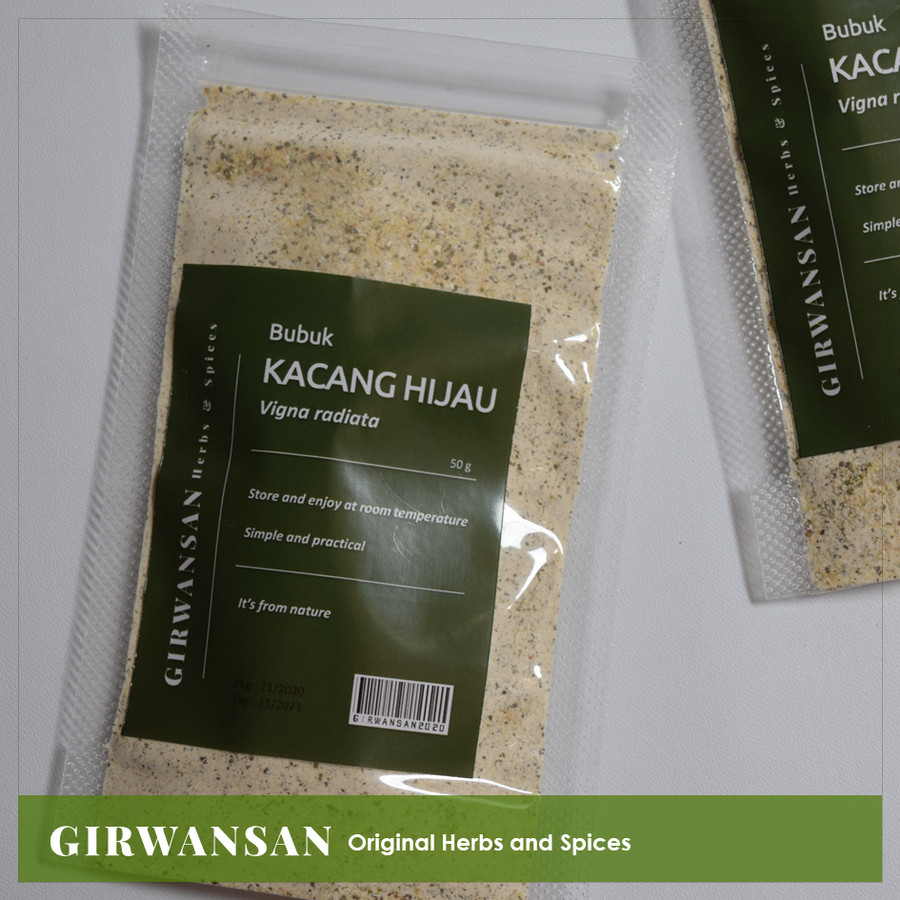 Bubuk
KACANG HIJAU
Vigna radiata
50 g
Store and enjoy at room temperature
Simple and practical
It's from nature
GIRWANSAN Herbs & Spices
11/2020
Exp. 11/2021
GIRWANSAN2020
Bubuk
KACA
Vigna r
Store an
Simple
It's
GIRWANSAN Herbs & Spices
GIRWANSAN Original Herbs and Spices